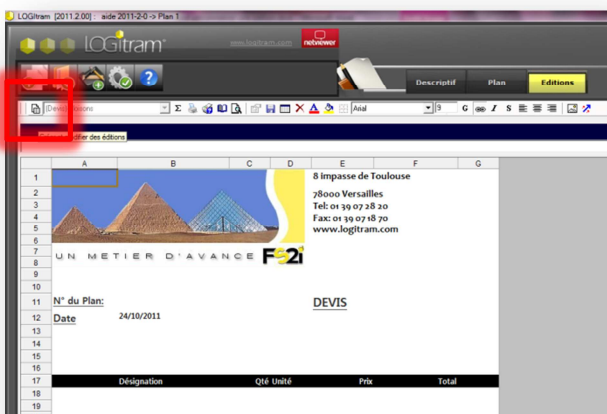 LOGitram [2011.2.00] : aide 2011-2-0 -> Plan 1
LOGitram
www.logitram.com
netviewer
?
Descriptif Plan Editions
Σ Arial 9 G I S
difier des éditions
A B C D E F G
1 8 Impasse de Toulouse
2 78000 Versailles
3 Tel: 01 39 07 28 20
4 Fax: 01 39 07 18 70
5 www.logitram.com
6
7 UN METIER D'AVANCE FS2i
8
9
10
11 N° du Plan: DEVIS
12 Date 24/10/2011
13
14
15
16
17 Désignation Qté Unité Prix Total
18
19